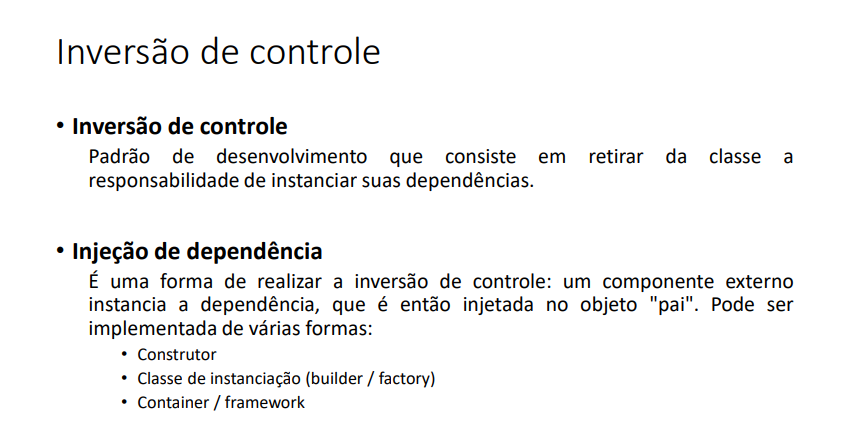 Inversão de controle
• Inversão de controle
Padrão de desenvolvimento que consiste em retirar da classe a
responsabilidade de instanciar suas dependências.
• Injeção de dependência
É uma forma de realizar a inversão de controle: um componente externo
instancia a dependência, que é então injetada no objeto "pai". Pode ser
implementada de várias formas:
• Construtor
• Classe de instanciação (builder / factory)
• Container / framework